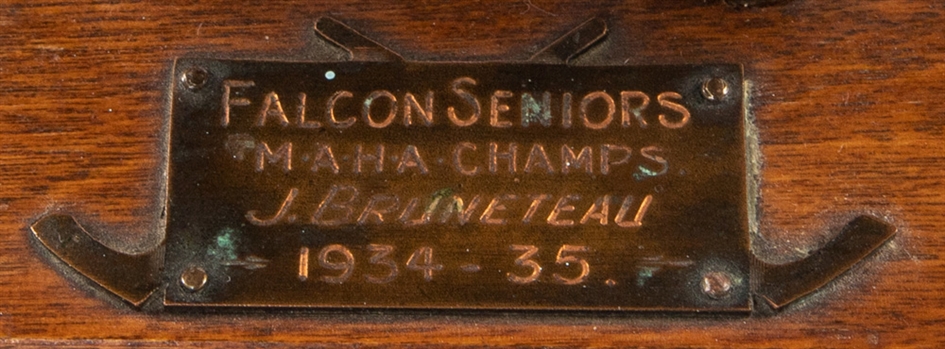 FALCON SENIORS
M·A·H·A·CHAMPS.
J. BRUNETEAU
- 1934 - 35. -